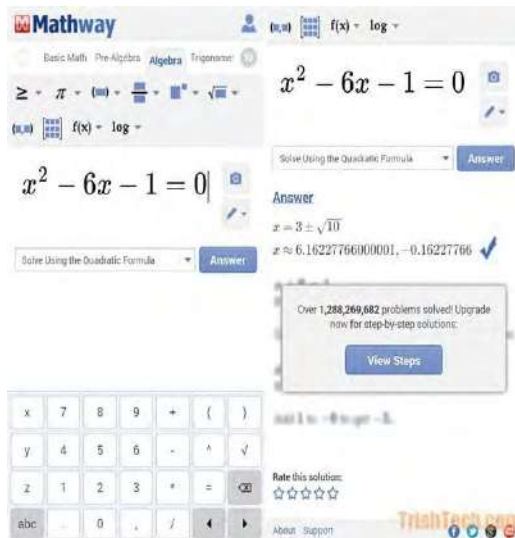 Mathway
Basic Math Pre-Algebra Algebra Trigonometr
≥ π (≡) √
(x,x) f(x) log
x² − 6x − 1 = 0
Solve Using the Quadratic Formula Answer
x 7 8 9 + ( )
y 4 5 6 - ^ √
z 1 2 3 * =
abc . 0 , /
(x,x) f(x) log
x² − 6x − 1 = 0
Solve Using the Quadratic Formula Answer
Answer
x = 3 ± √10
x ≈ 6.16227766000001, −0.16227766
Over 1,288,269,682 problems solved! Upgrade
now for step-by-step solutions:
View Steps
Rate this solution:
About Support
TrishTech.com